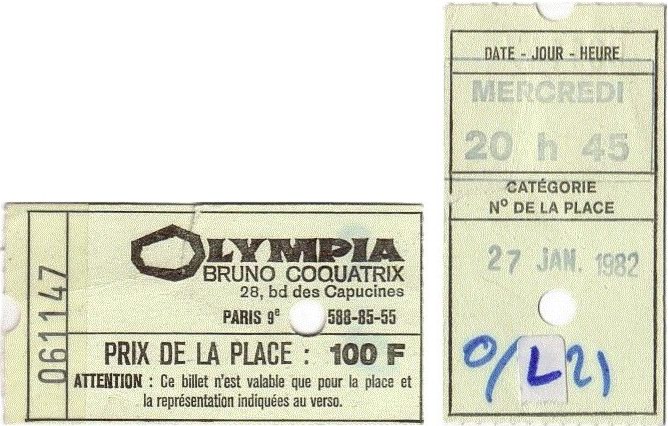 061147
OLYMPIA
BRUNO COQUATRIX
28, bd des Capucines
PARIS 9e 588-85-55
PRIX DE LA PLACE : 100 F
ATTENTION : Ce billet n'est valable que pour la place et
la représentation indiquées au verso.
DATE - JOUR - HEURE
MERCREDI
20 h 45
CATÉGORIE
No DE LA PLACE
27 JAN. 1982
O/L21